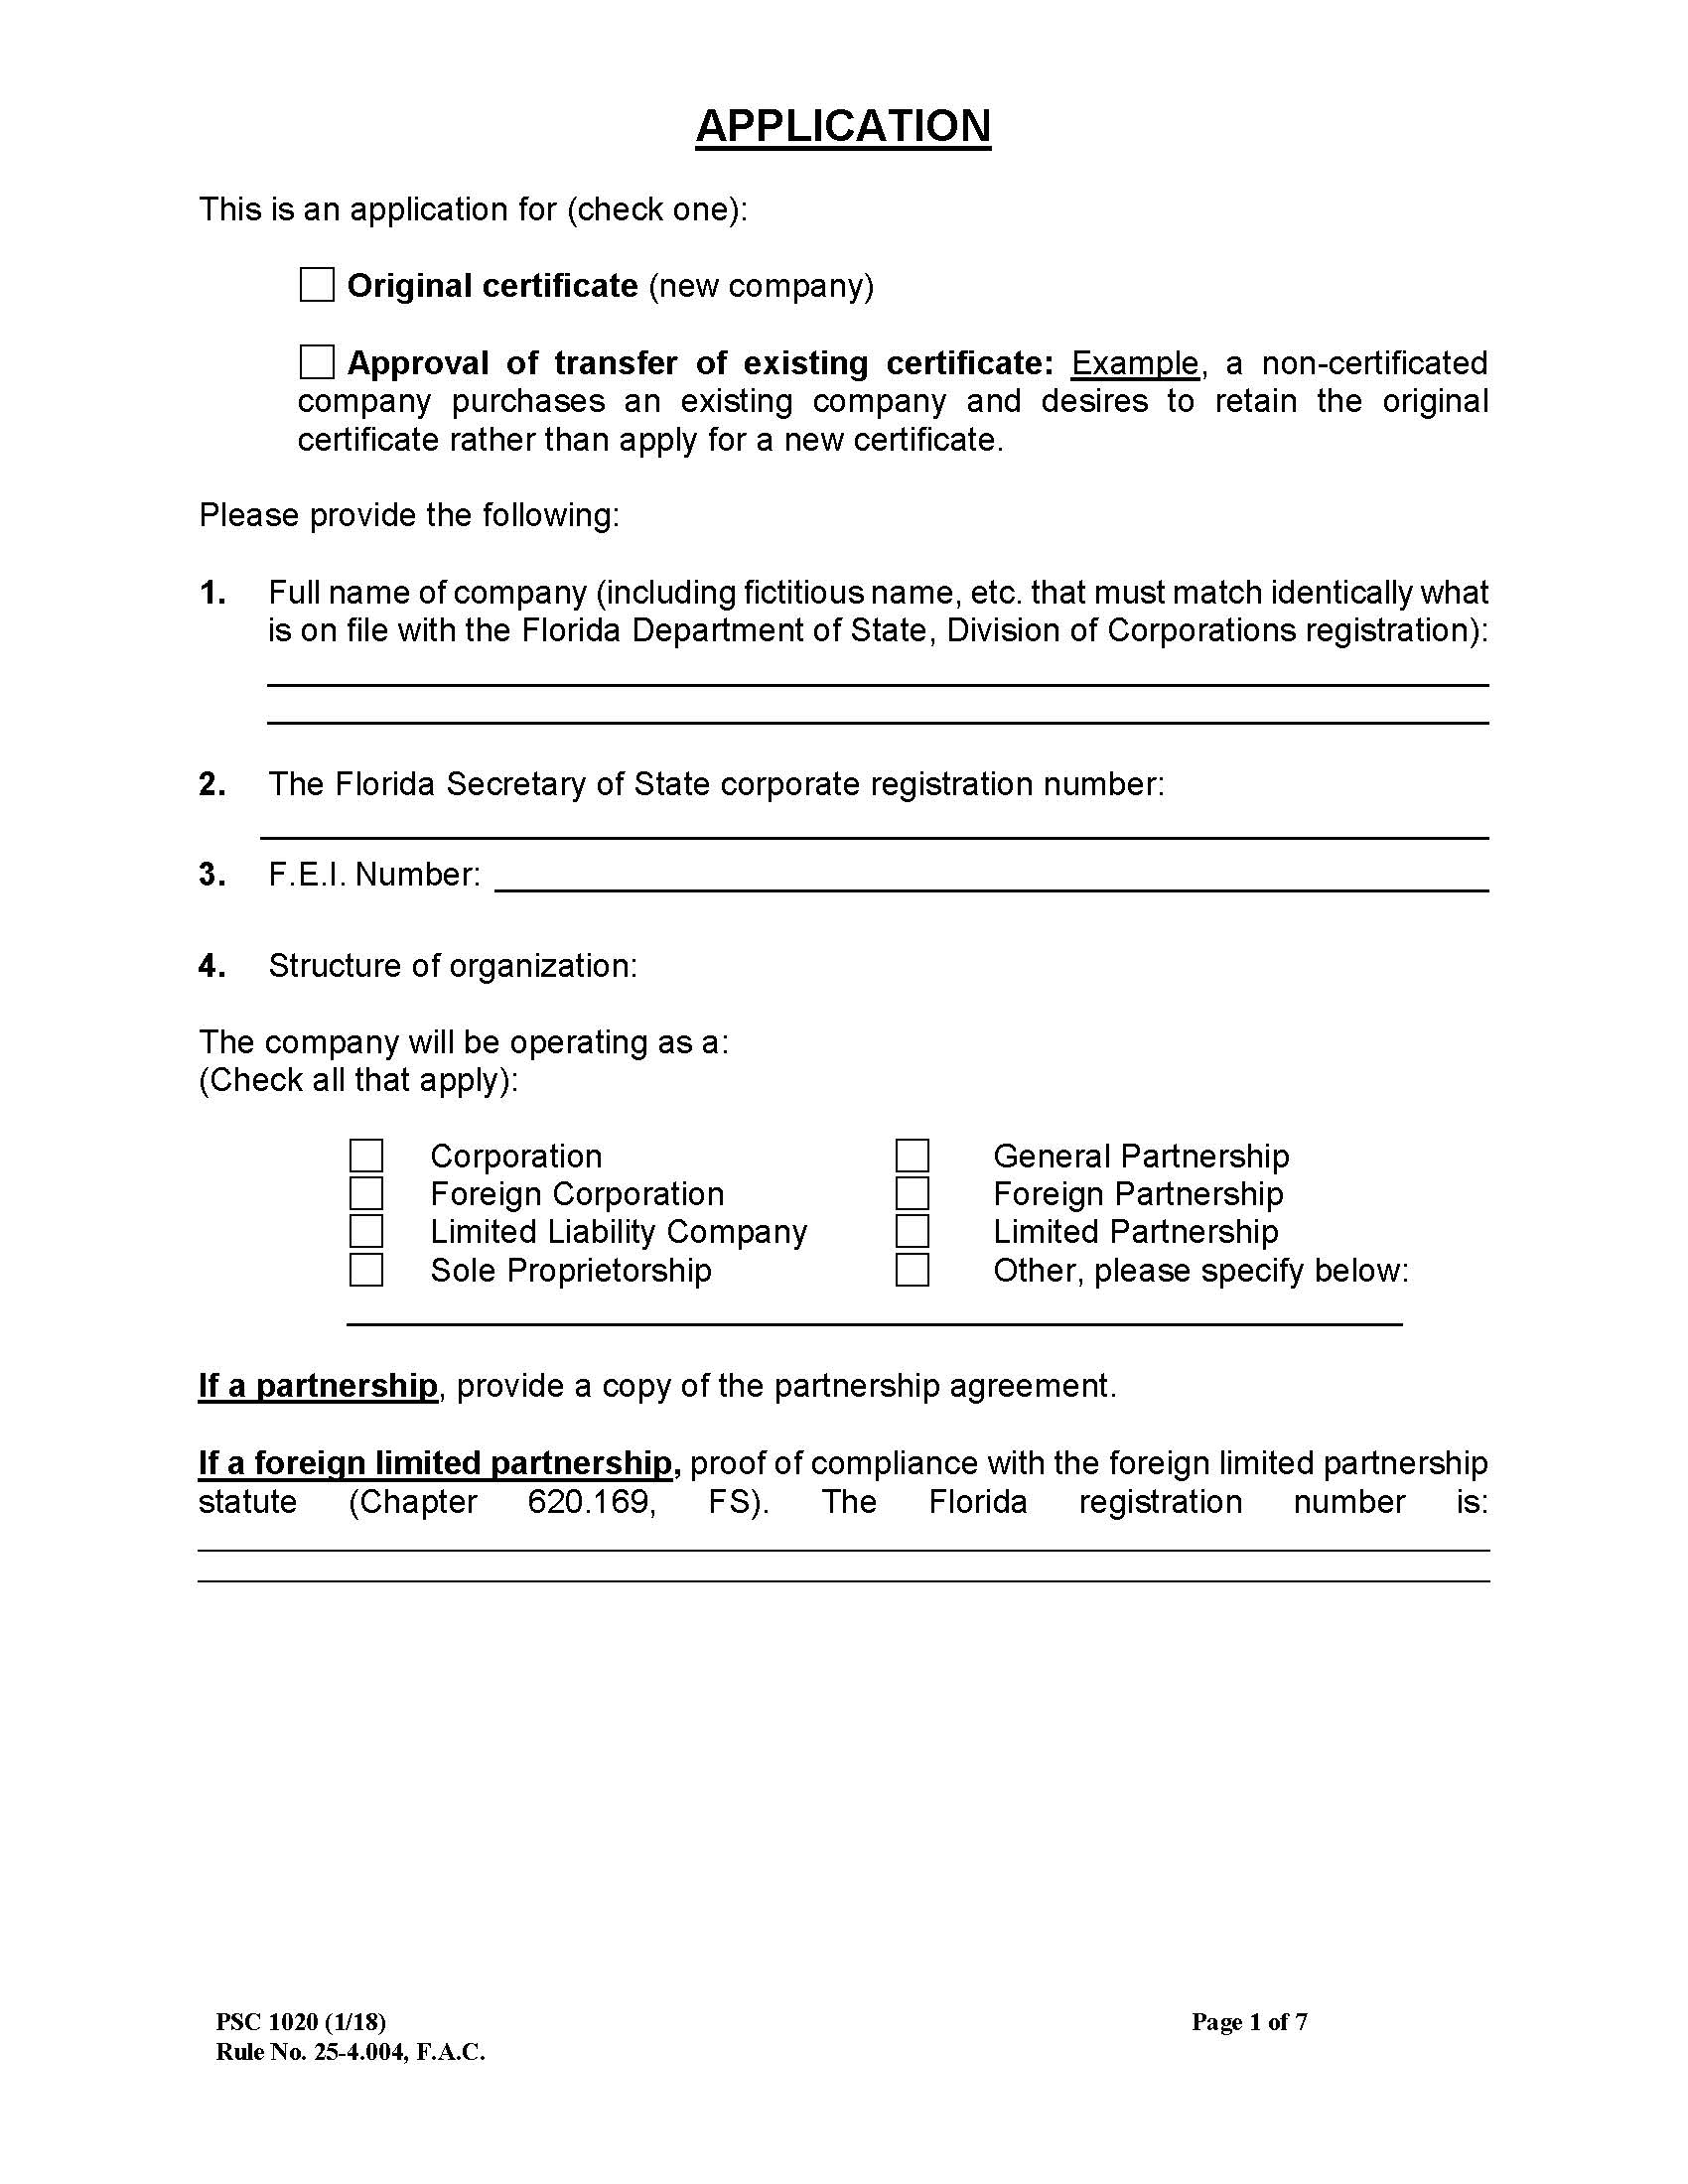 APPLICATION
This is an application for (check one):
Original certificate (new company)
Approval of transfer of existing certificate: Example, a non-certificated
company purchases an existing company and desires to retain the original
certificate rather than apply for a new certificate.
Please provide the following:
1. Full name of company (including fictitious name, etc. that must match identically what
is on file with the Florida Department of State, Division of Corporations registration):
2. The Florida Secretary of State corporate registration number:
3. F.E.I. Number:
4. Structure of organization:
The company will be operating as a:
(Check all that apply):
Corporation General Partnership
Foreign Corporation Foreign Partnership
Limited Liability Company Limited Partnership
Sole Proprietorship Other, please specify below:
If a partnership, provide a copy of the partnership agreement.
If a foreign limited partnership, proof of compliance with the foreign limited partnership
statute (Chapter 620.169, FS). The Florida registration number is:
PSC 1020 (1/18) Page 1 of 7
Rule No. 25-4.004, F.A.C.